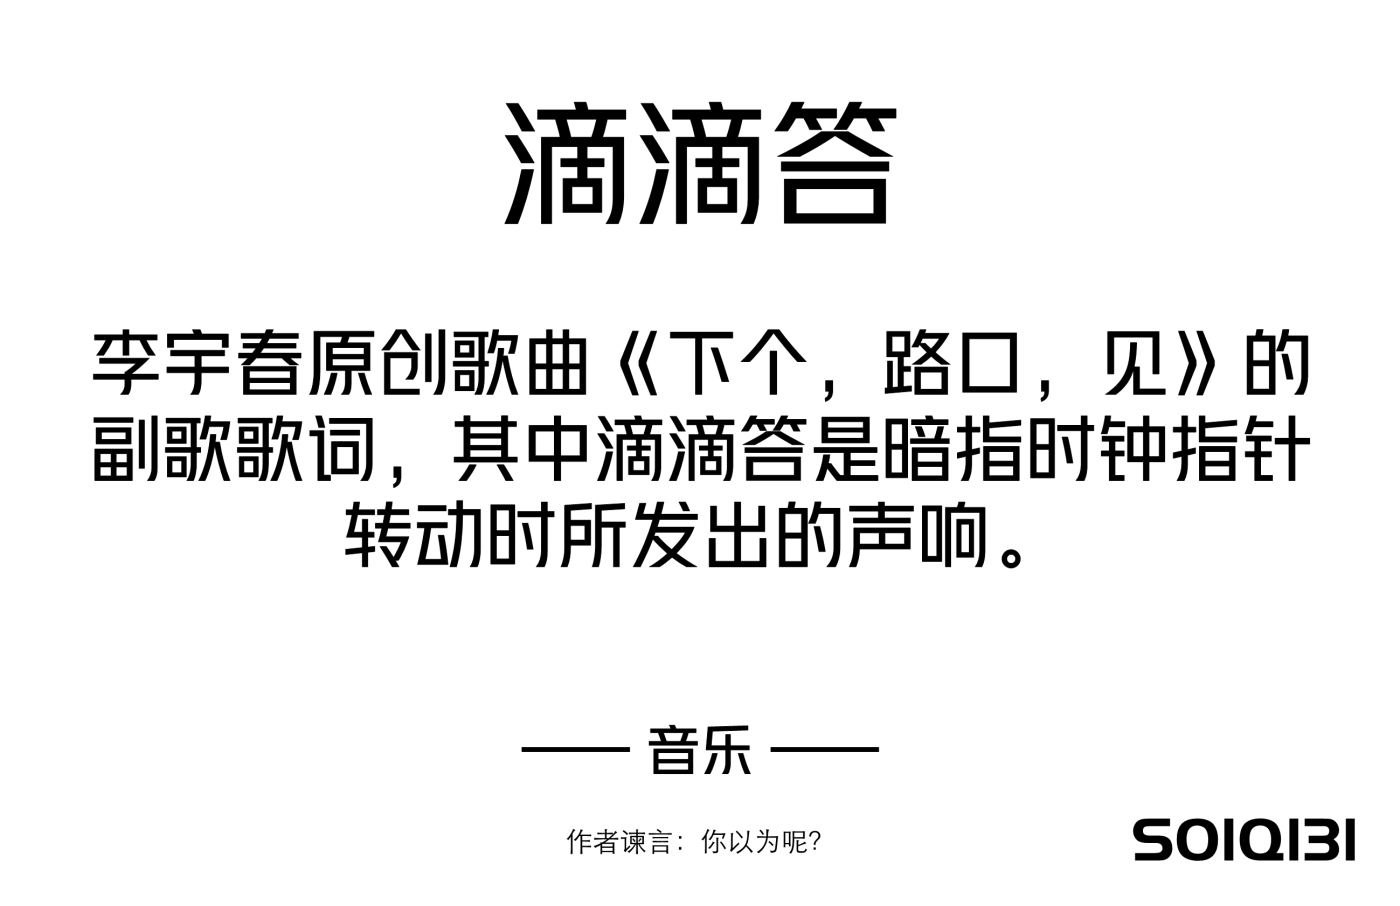 滴滴答
李宇春原创歌曲《下个，路口，见》的
副歌歌词，其中滴滴答是暗指时钟指针
转动时所发出的声响。
—— 音乐 ——
作者谏言：你以为呢?
SOIQI3I